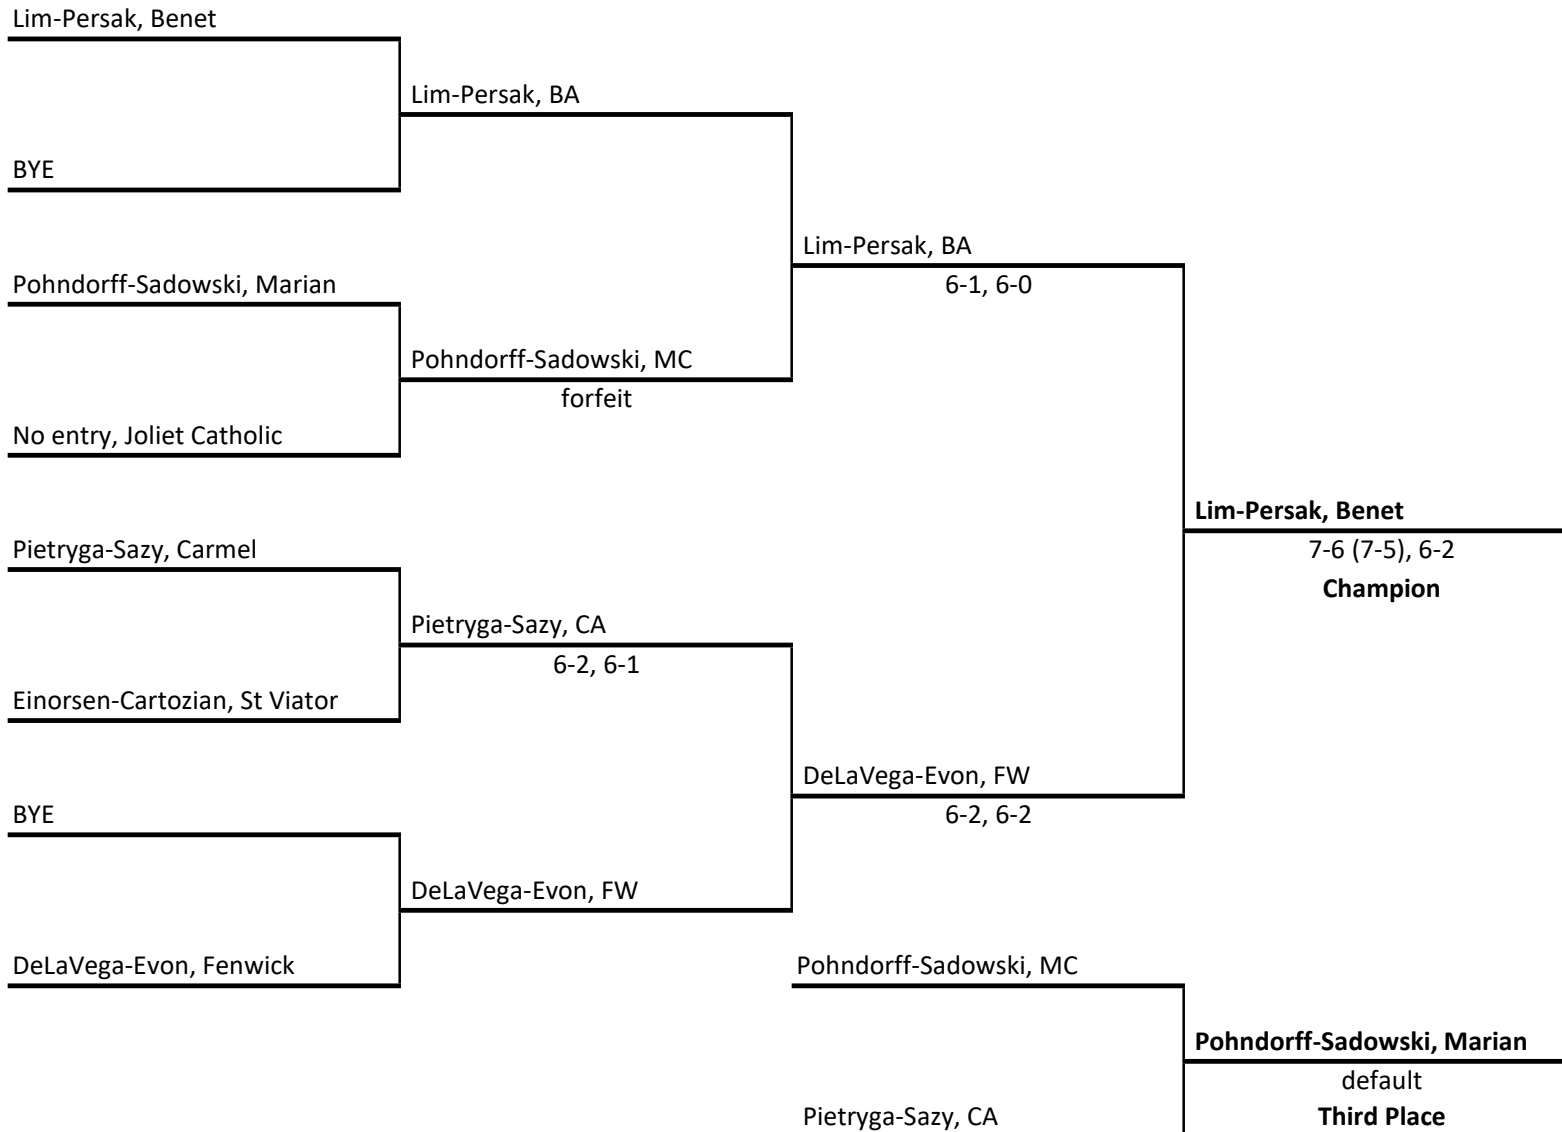 Lim-Persak, Benet
Lim-Persak, BA
BYE
Lim-Persak, BA
6-1, 6-0
Pohndorff-Sadowski, Marian
Pohndorff-Sadowski, MC
forfeit
No entry, Joliet Catholic
Lim-Persak, Benet
7-6 (7-5), 6-2
Champion
Pietryga-Sazy, Carmel
Pietryga-Sazy, CA
6-2, 6-1
Einorsen-Cartozian, St Viator
DeLaVega-Evon, FW
6-2, 6-2
BYE
DeLaVega-Evon, FW
DeLaVega-Evon, Fenwick
Pohndorff-Sadowski, MC
Pohndorff-Sadowski, Marian
default
Third Place
Pietryga-Sazy, CA